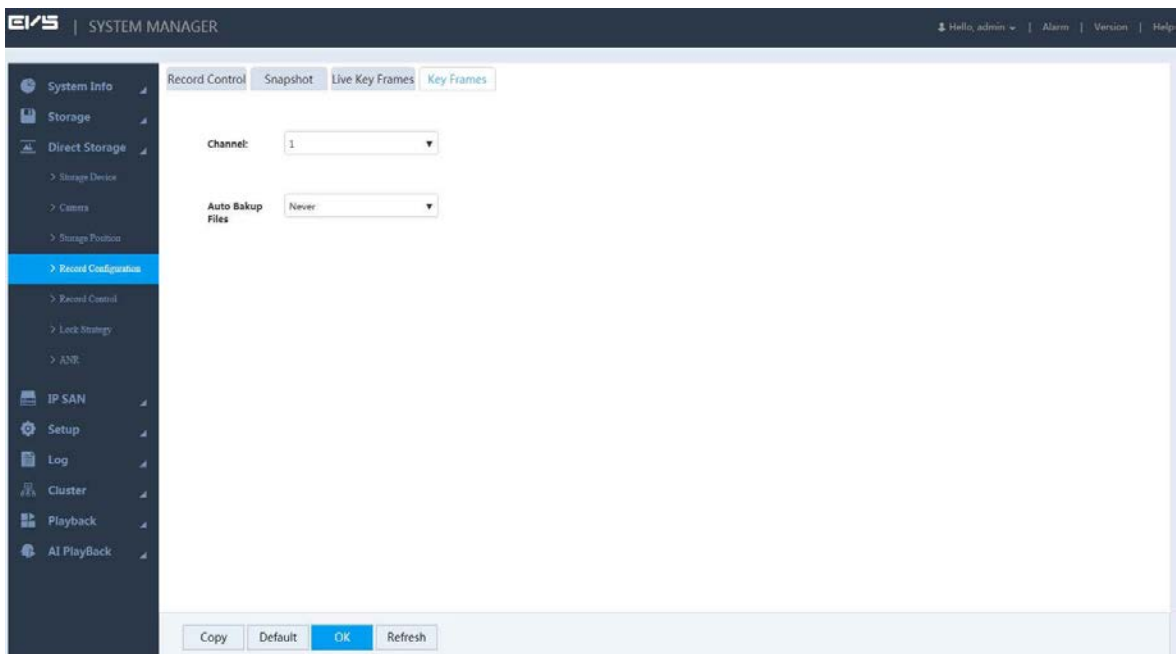 EVS | SYSTEM MANAGER
Hello, admin | Alarm | Version | Help
System Info
Storage
Direct Storage
> Storage Device
> Camera
> Storage Position
> Record Configuration
> Record Control
> Lock Strategy
> ANR
IP SAN
Setup
Log
Cluster
Playback
AI PlayBack
Record Control Snapshot Live Key Frames Key Frames
Channel: 1
Auto Bakup Never
Files
Copy Default OK Refresh